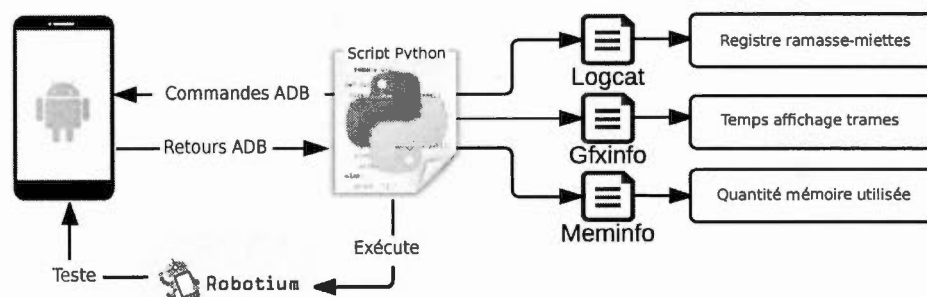 Script Python
Commandes ADB
Retours ADB
Exécute
Teste
Robotium
Logcat
Registre ramasse-miettes
Gfxinfo
Temps affichage trames
Meminfo
Quantité mémoire utilisée